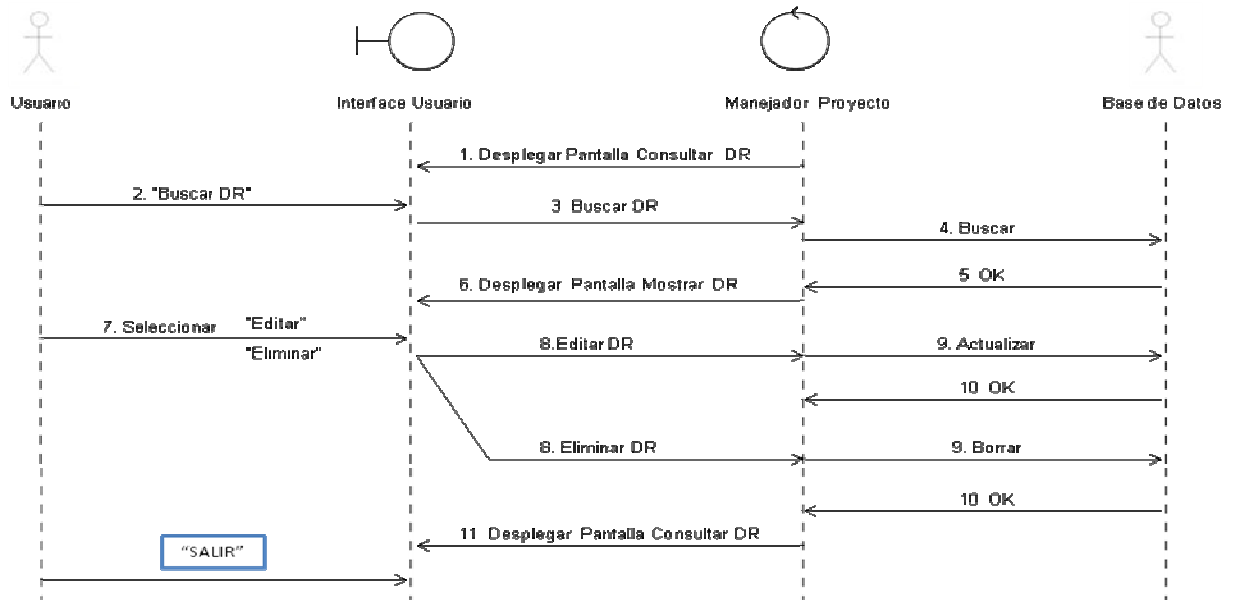 Usuario
Interface Usuario
Manejador Proyecto
Base de Datos
1. Desplegar Pantalla Consultar DR
2. "Buscar DR"
3 Buscar DR
4. Buscar
5 OK
6. Desplegar Pantalla Mostrar DR
7. Seleccionar "Editar"
"Eliminar"
8.Editar DR
9. Actualizar
10 OK
8. Eliminar DR
9. Borrar
10 OK
11 Desplegar Pantalla Consultar DR
"SALIR"